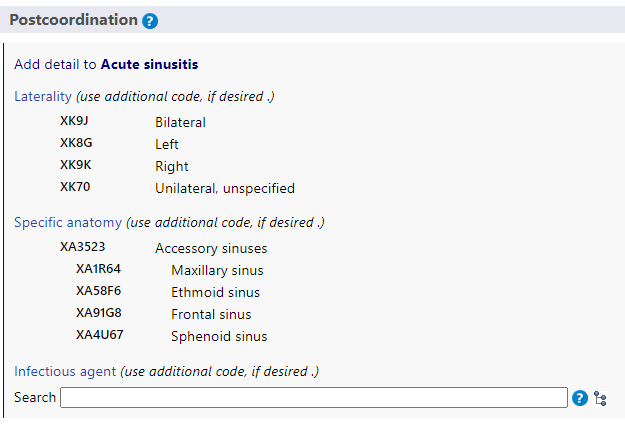 Postcoordination ?
Add detail to Acute sinusitis
Laterality (use additional code, if desired .)
XK9J Bilateral
XK8G Left
XK9K Right
XK70 Unilateral, unspecified
Specific anatomy (use additional code, if desired .)
XA3523 Accessory sinuses
XA1R64 Maxillary sinus
XA58F6 Ethmoid sinus
XA91G8 Frontal sinus
XA4U67 Sphenoid sinus
Infectious agent (use additional code, if desired .)
Search ?